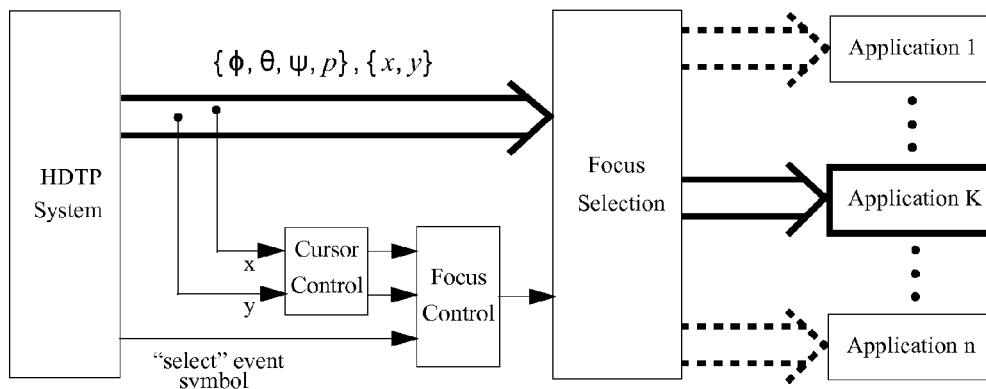 {ϕ, θ, ψ, p}, {x, y}
HDTP
System
x
y
Cursor
Control
Focus
Control
“select” event
symbol
Focus
Selection
Application 1
Application K
Application n